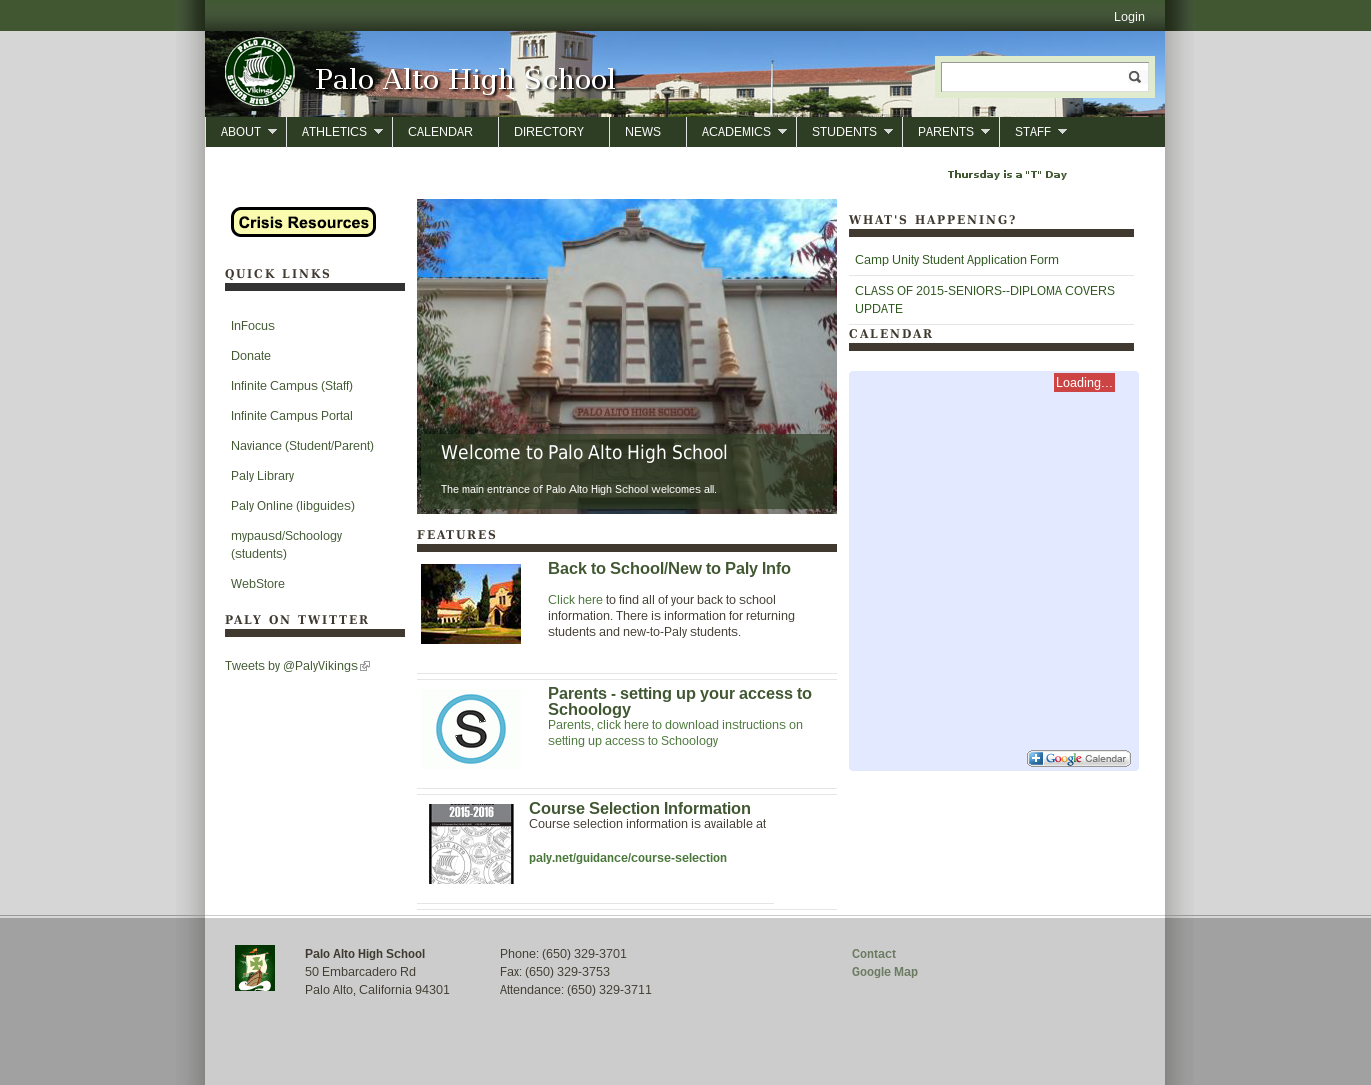 Login
PALO ALTO
SENIOR HIGH SCHOOL
Vikings
Palo Alto High School
ABOUT
ATHLETICS
CALENDAR
DIRECTORY
NEWS
ACADEMICS
STUDENTS
PARENTS
STAFF
Thursday is a "T" Day
Crisis Resources
QUICK LINKS
InFocus
Donate
Infinite Campus (Staff)
Infinite Campus Portal
Naviance (Student/Parent)
Paly Library
Paly Online (libguides)
mypausd/Schoology
(students)
WebStore
PALY ON TWITTER
Tweets by @PalyVikings
PALO ALTO HIGH SCHOOL
Welcome to Palo Alto High School
The main entrance of Palo Alto High School welcomes all.
FEATURES
Back to School/New to Paly Info
Click here to find all of your back to school
information. There is information for returning
students and new-to-Paly students.
S
Parents - setting up your access to
Schoology
Parents, click here to download instructions on
setting up access to Schoology
2015-2016
Course Selection Information
Course selection information is available at
paly.net/guidance/course-selection
WHAT'S HAPPENING?
Camp Unity Student Application Form
CLASS OF 2015-SENIORS--DIPLOMA COVERS
UPDATE
CALENDAR
Loading...
Google Calendar
Palo Alto High School
50 Embarcadero Rd
Palo Alto, California 94301
Phone: (650) 329-3701
Fax: (650) 329-3753
Attendance: (650) 329-3711
Contact
Google Map